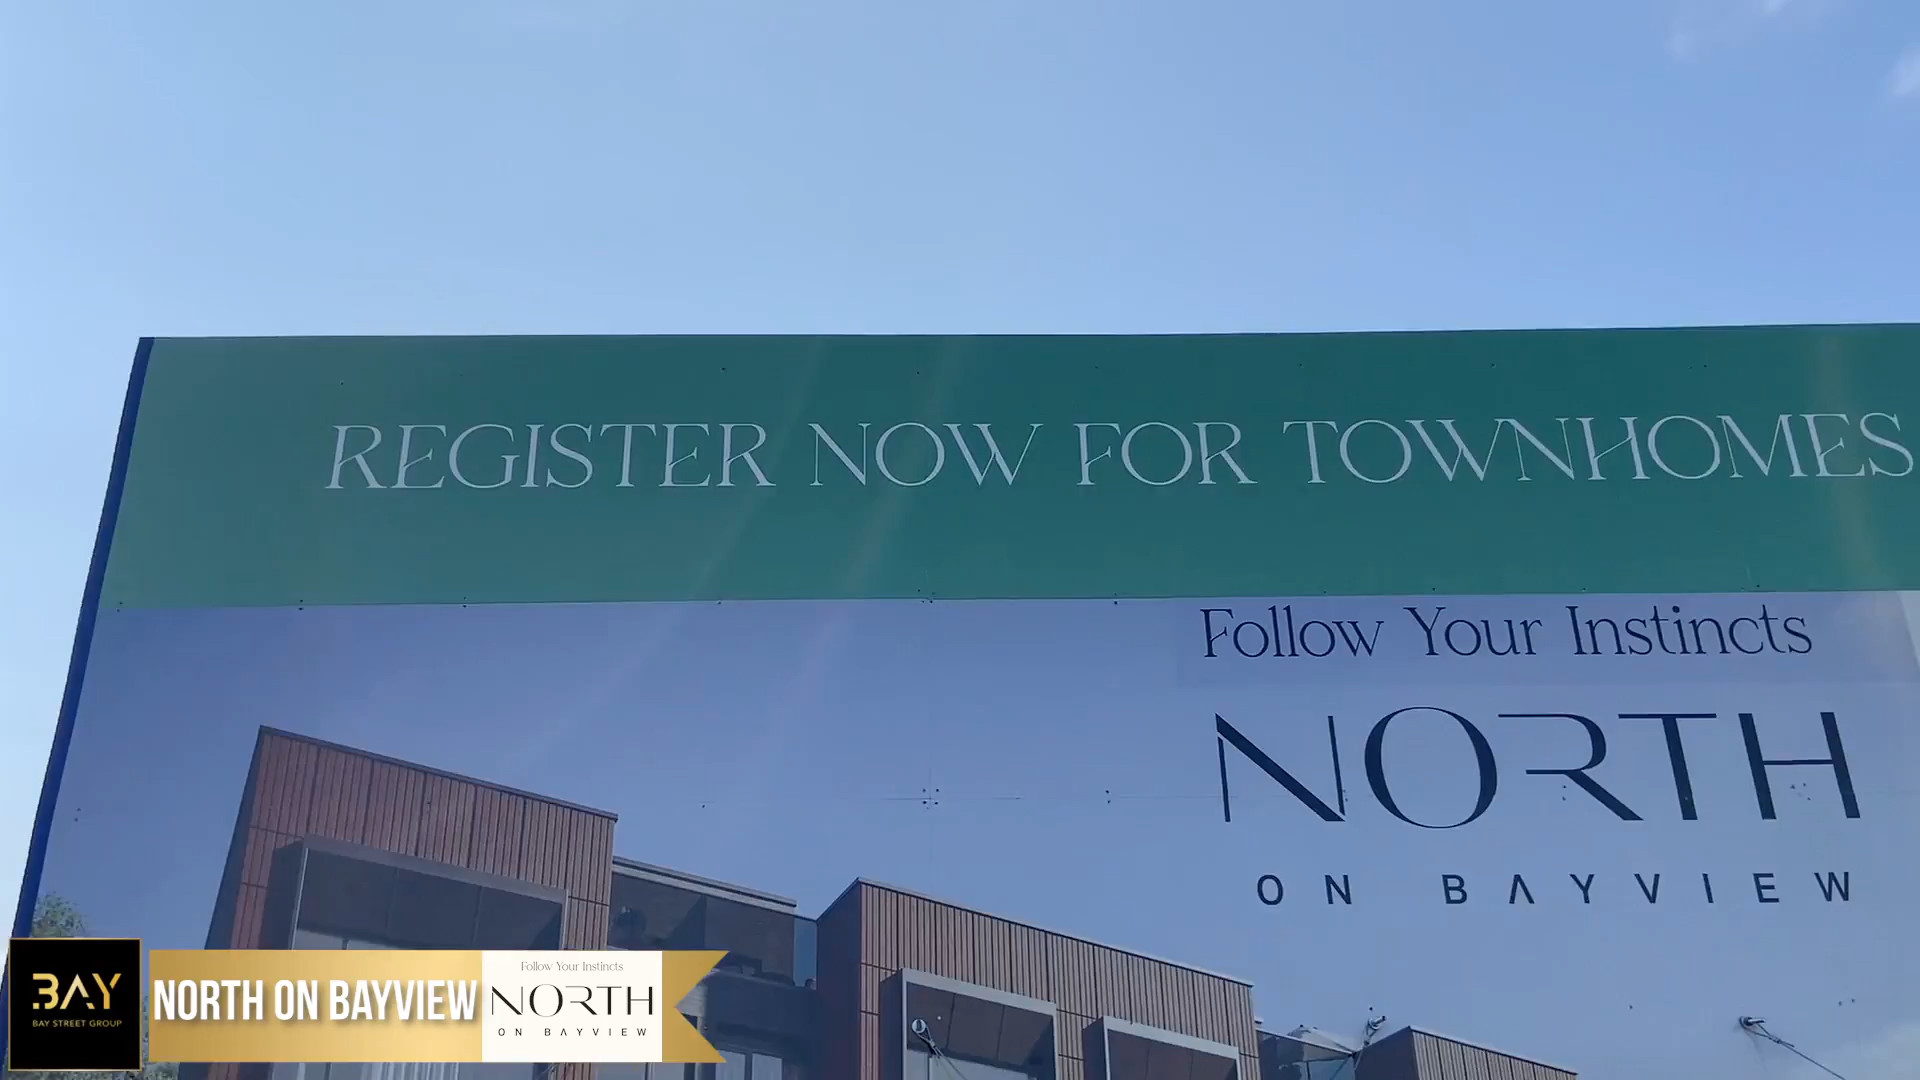 REGISTER NOW FOR TOWNHOMES
Follow Your Instincts
NORTH
ON BAYVIEW
BAY
BAY STREET GROUP
NORTH ON BAYVIEW
Follow Your Instincts
NORTH
ON BAYVIEW